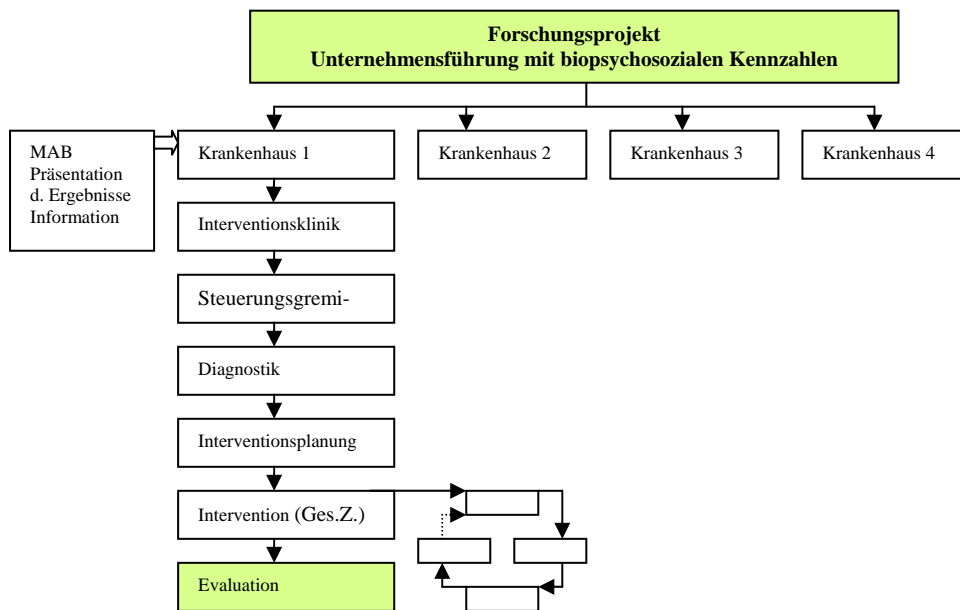 Forschungsprojekt
Unternehmensführung mit biopsychosozialen Kennzahlen
MAB
Präsentation
d. Ergebnisse
Information
Krankenhaus 1
Krankenhaus 2
Krankenhaus 3
Krankenhaus 4
Interventionsklinik
Steuerungsgremi-
Diagnostik
Interventionsplanung
Intervention (Ges.Z.)
Evaluation